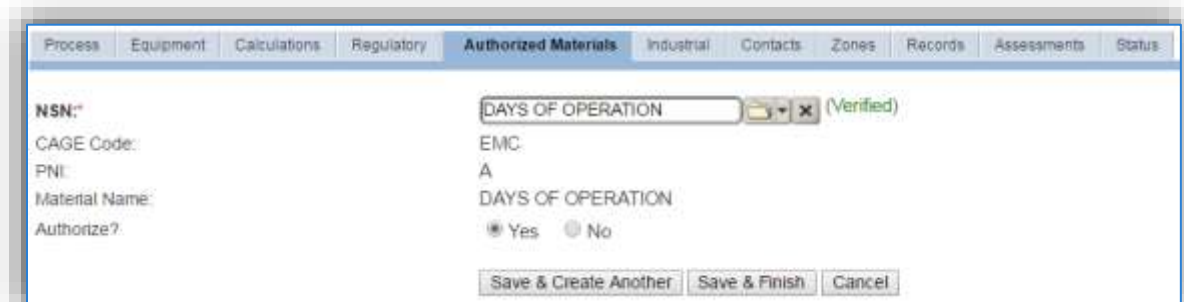 Process Equipment Calculations Regulatory Authorized Materials Industrial Contacts Zones Records Assessments Status
NSN:* DAYS OF OPERATION (Verified)
CAGE Code: EMC
PNI: A
Material Name: DAYS OF OPERATION
Authorize? Yes No
Save & Create Another Save & Finish Cancel